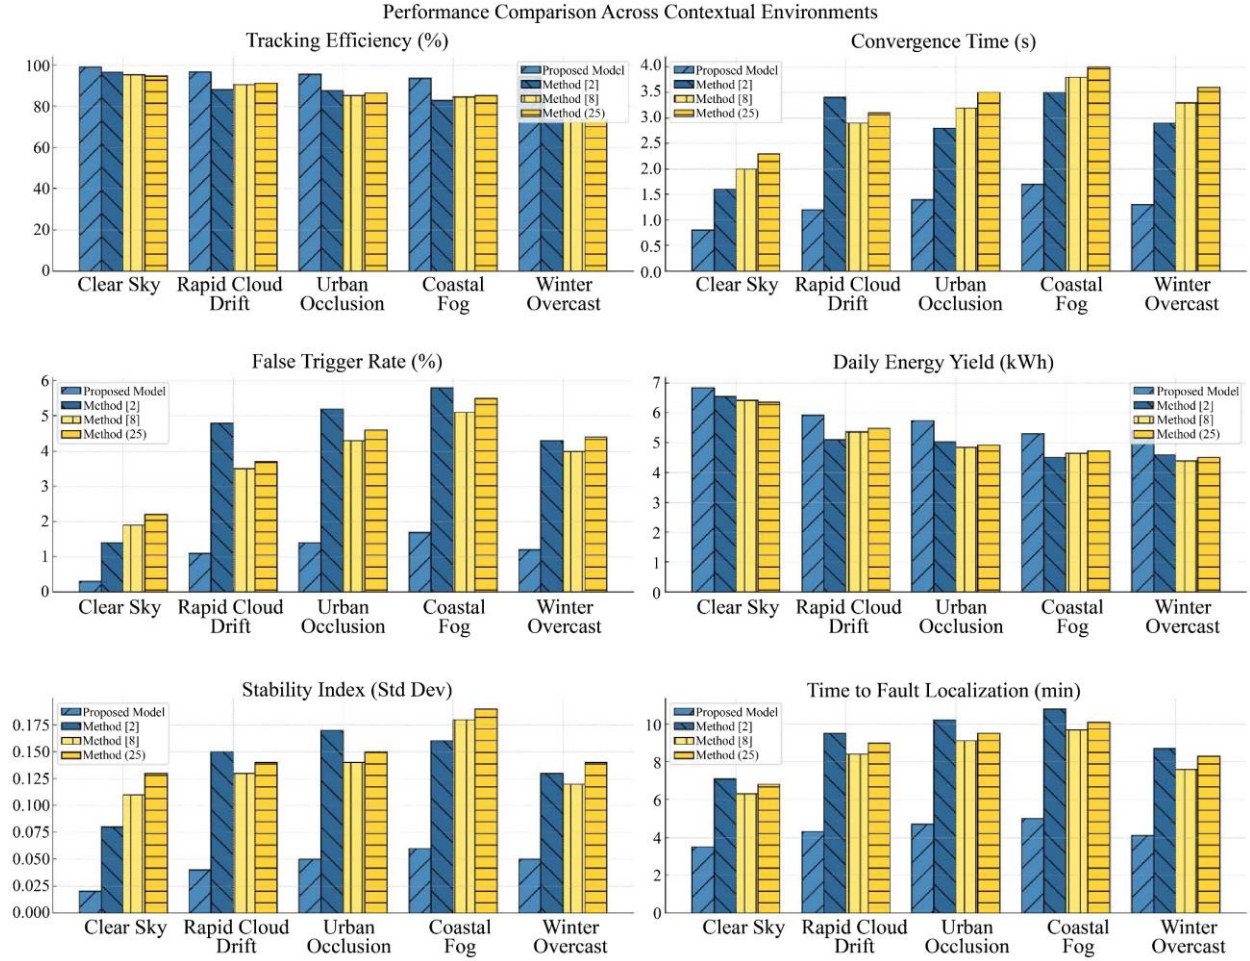 Performance Comparison Across Contextual Environments
Tracking Efficiency (%)
100
80
60
40
20
0
Proposed Model
Method [2]
Method [8]
Method (25)
Clear Sky
Rapid Cloud
Drift
Urban
Occlusion
Coastal
Fog
Winter
Overcast
Convergence Time (s)
4.0
3.5
3.0
2.5
2.0
1.5
1.0
0.5
0.0
Proposed Model
Method [2]
Method [8]
Method (25)
Clear Sky
Rapid Cloud
Drift
Urban
Occlusion
Coastal
Fog
Winter
Overcast
False Trigger Rate (%)
6
5
4
3
2
1
0
Proposed Model
Method [2]
Method [8]
Method (25)
Clear Sky
Rapid Cloud
Drift
Urban
Occlusion
Coastal
Fog
Winter
Overcast
Daily Energy Yield (kWh)
7
6
5
4
3
2
1
0
Proposed Model
Method [2]
Method [8]
Method (25)
Clear Sky
Rapid Cloud
Drift
Urban
Occlusion
Coastal
Fog
Winter
Overcast
Stability Index (Std Dev)
0.175
0.150
0.125
0.100
0.075
0.050
0.025
0.000
Proposed Model
Method [2]
Method [8]
Method (25)
Clear Sky
Rapid Cloud
Drift
Urban
Occlusion
Coastal
Fog
Winter
Overcast
Time to Fault Localization (min)
10
8
6
4
2
0
Proposed Model
Method [2]
Method [8]
Method (25)
Clear Sky
Rapid Cloud
Drift
Urban
Occlusion
Coastal
Fog
Winter
Overcast